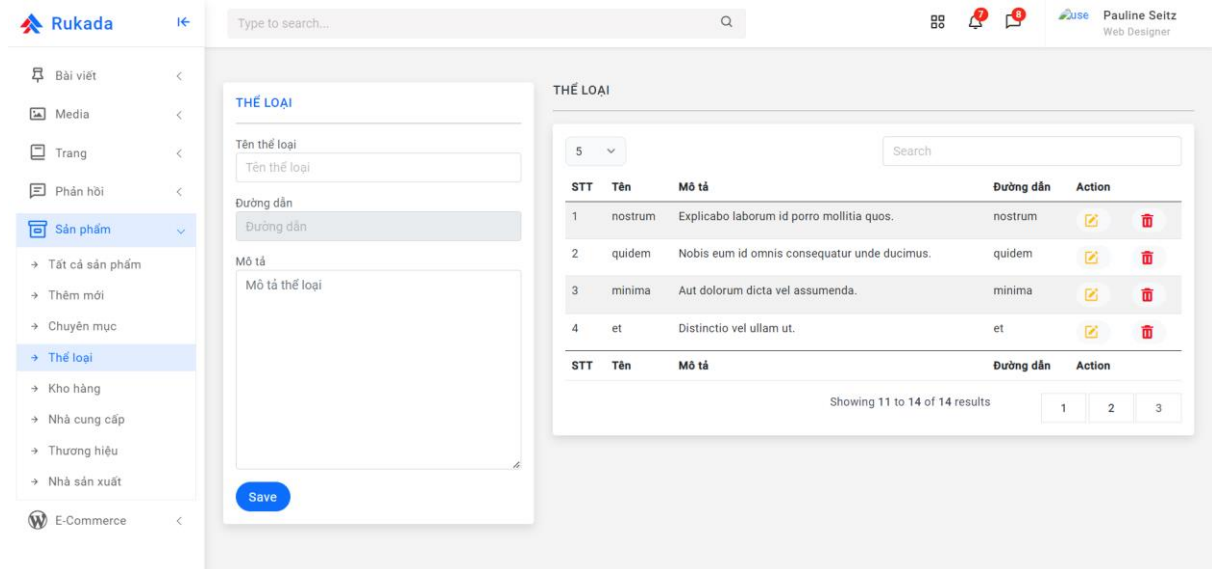 Rukada
Type to search...
7
8
use
Pauline Seitz
Web Designer
Bài viết
Media
Trang
Phản hồi
Sản phẩm
Tất cả sản phẩm
Thêm mới
Chuyên mục
Thể loại
Kho hàng
Nhà cung cấp
Thương hiệu
Nhà sản xuất
E-Commerce
THỂ LOẠI
Tên thể loại
Tên thể loại
Đường dẫn
Đường dẫn
Mô tả
Mô tả thể loại
Save
THỂ LOẠI
5
Search
STT Tên Mô tả Đường dẫn Action
1 nostrum Explicabo laborum id porro mollitia quos. nostrum
2 quidem Nobis eum id omnis consequatur unde ducimus. quidem
3 minima Aut dolorum dicta vel assumenda. minima
4 et Distinctio vel ullam ut. et
STT Tên Mô tả Đường dẫn Action
Showing 11 to 14 of 14 results
1 2 3